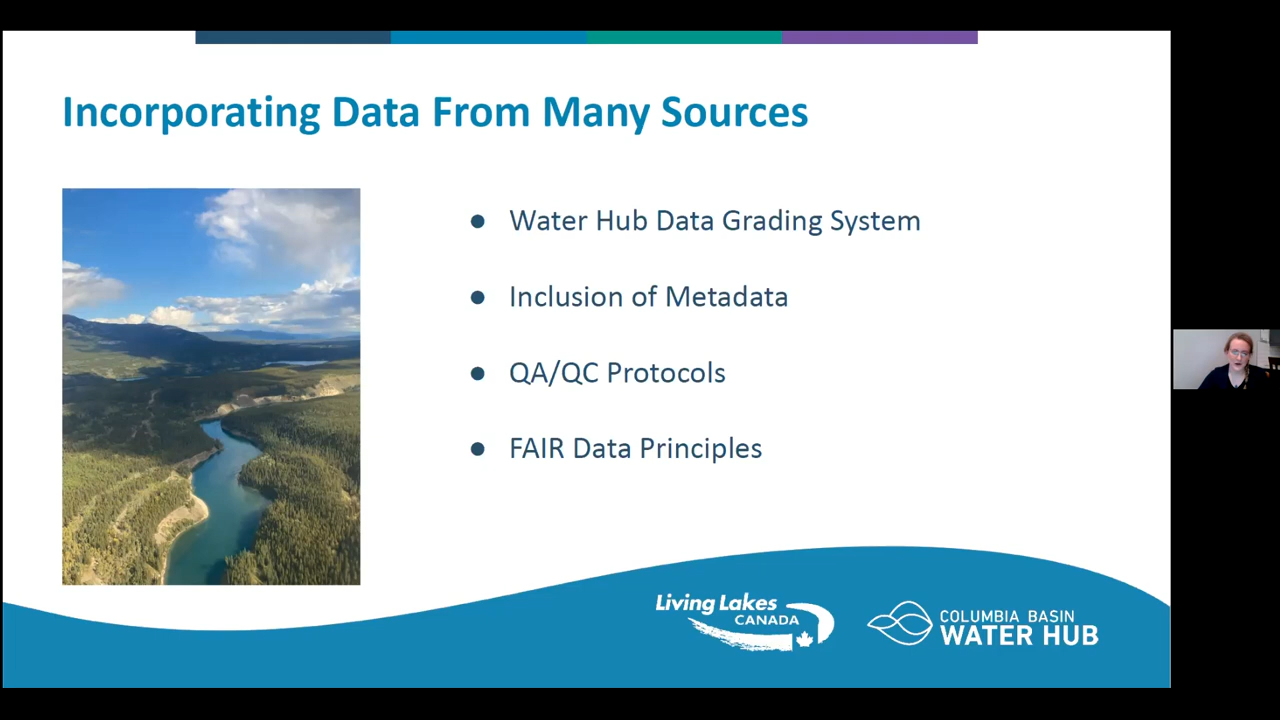 Incorporating Data From Many Sources
● Water Hub Data Grading System
● Inclusion of Metadata
● QA/QC Protocols
● FAIR Data Principles
Living Lakes
CANADA
COLUMBIA BASIN
WATER HUB